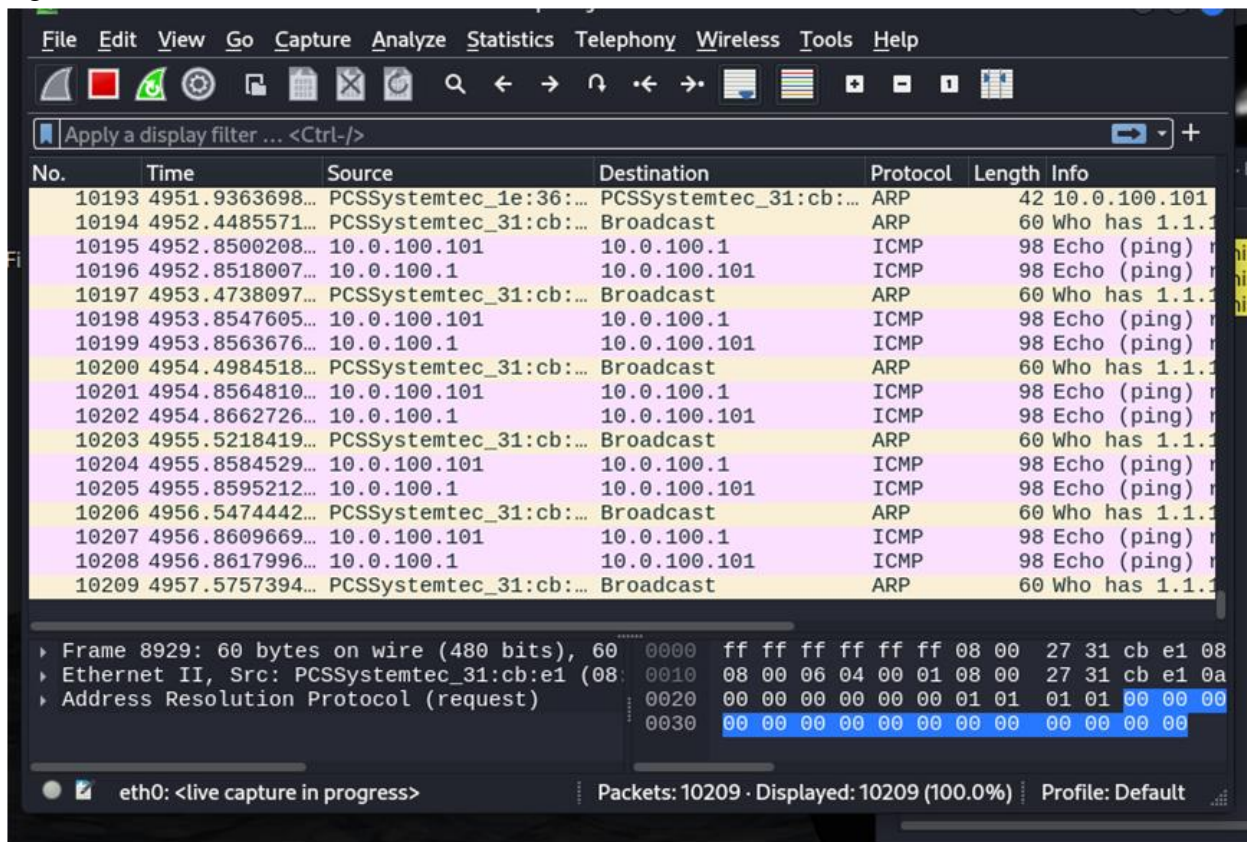 File Edit View Go Capture Analyze Statistics Telephony Wireless Tools Help
Apply a display filter … <Ctrl-/>
No. Time Source Destination Protocol Length Info
10193 4951.9363698… PCSSystemtec_1e:36:… PCSSystemtec_31:cb:… ARP 42 10.0.100.101
10194 4952.4485571… PCSSystemtec_31:cb:… Broadcast ARP 60 Who has 1.1.1
10195 4952.8500208… 10.0.100.101 10.0.100.1 ICMP 98 Echo (ping)
10196 4952.8518007… 10.0.100.1 10.0.100.101 ICMP 98 Echo (ping)
10197 4953.4738097… PCSSystemtec_31:cb:… Broadcast ARP 60 Who has 1.1.1
10198 4953.8547605… 10.0.100.101 10.0.100.1 ICMP 98 Echo (ping)
10199 4953.8563676… 10.0.100.1 10.0.100.101 ICMP 98 Echo (ping)
10200 4954.4984518… PCSSystemtec_31:cb:… Broadcast ARP 60 Who has 1.1.1
10201 4954.8564810… 10.0.100.101 10.0.100.1 ICMP 98 Echo (ping)
10202 4954.8662726… 10.0.100.1 10.0.100.101 ICMP 98 Echo (ping)
10203 4955.5218419… PCSSystemtec_31:cb:… Broadcast ARP 60 Who has 1.1.1
10204 4955.8584529… 10.0.100.101 10.0.100.1 ICMP 98 Echo (ping)
10205 4955.8595212… 10.0.100.1 10.0.100.101 ICMP 98 Echo (ping)
10206 4956.5474442… PCSSystemtec_31:cb:… Broadcast ARP 60 Who has 1.1.1
10207 4956.8609669… 10.0.100.101 10.0.100.1 ICMP 98 Echo (ping)
10208 4956.8617996… 10.0.100.1 10.0.100.101 ICMP 98 Echo (ping)
10209 4957.5757394… PCSSystemtec_31:cb:… Broadcast ARP 60 Who has 1.1.1
Frame 8929: 60 bytes on wire (480 bits), 60
Ethernet II, Src: PCSSystemtec_31:cb:e1 (08:
Address Resolution Protocol (request)
0000 ff ff ff ff ff ff 08 00 27 31 cb e1 08
0010 08 00 06 04 00 01 08 00 27 31 cb e1 0a
0020 00 00 00 00 00 00 01 01 01 01 00 00 00
0030 00 00 00 00 00 00 00 00 00 00 00 00
eth0: <live capture in progress> Packets: 10209 · Displayed: 10209 (100.0%) Profile: Default